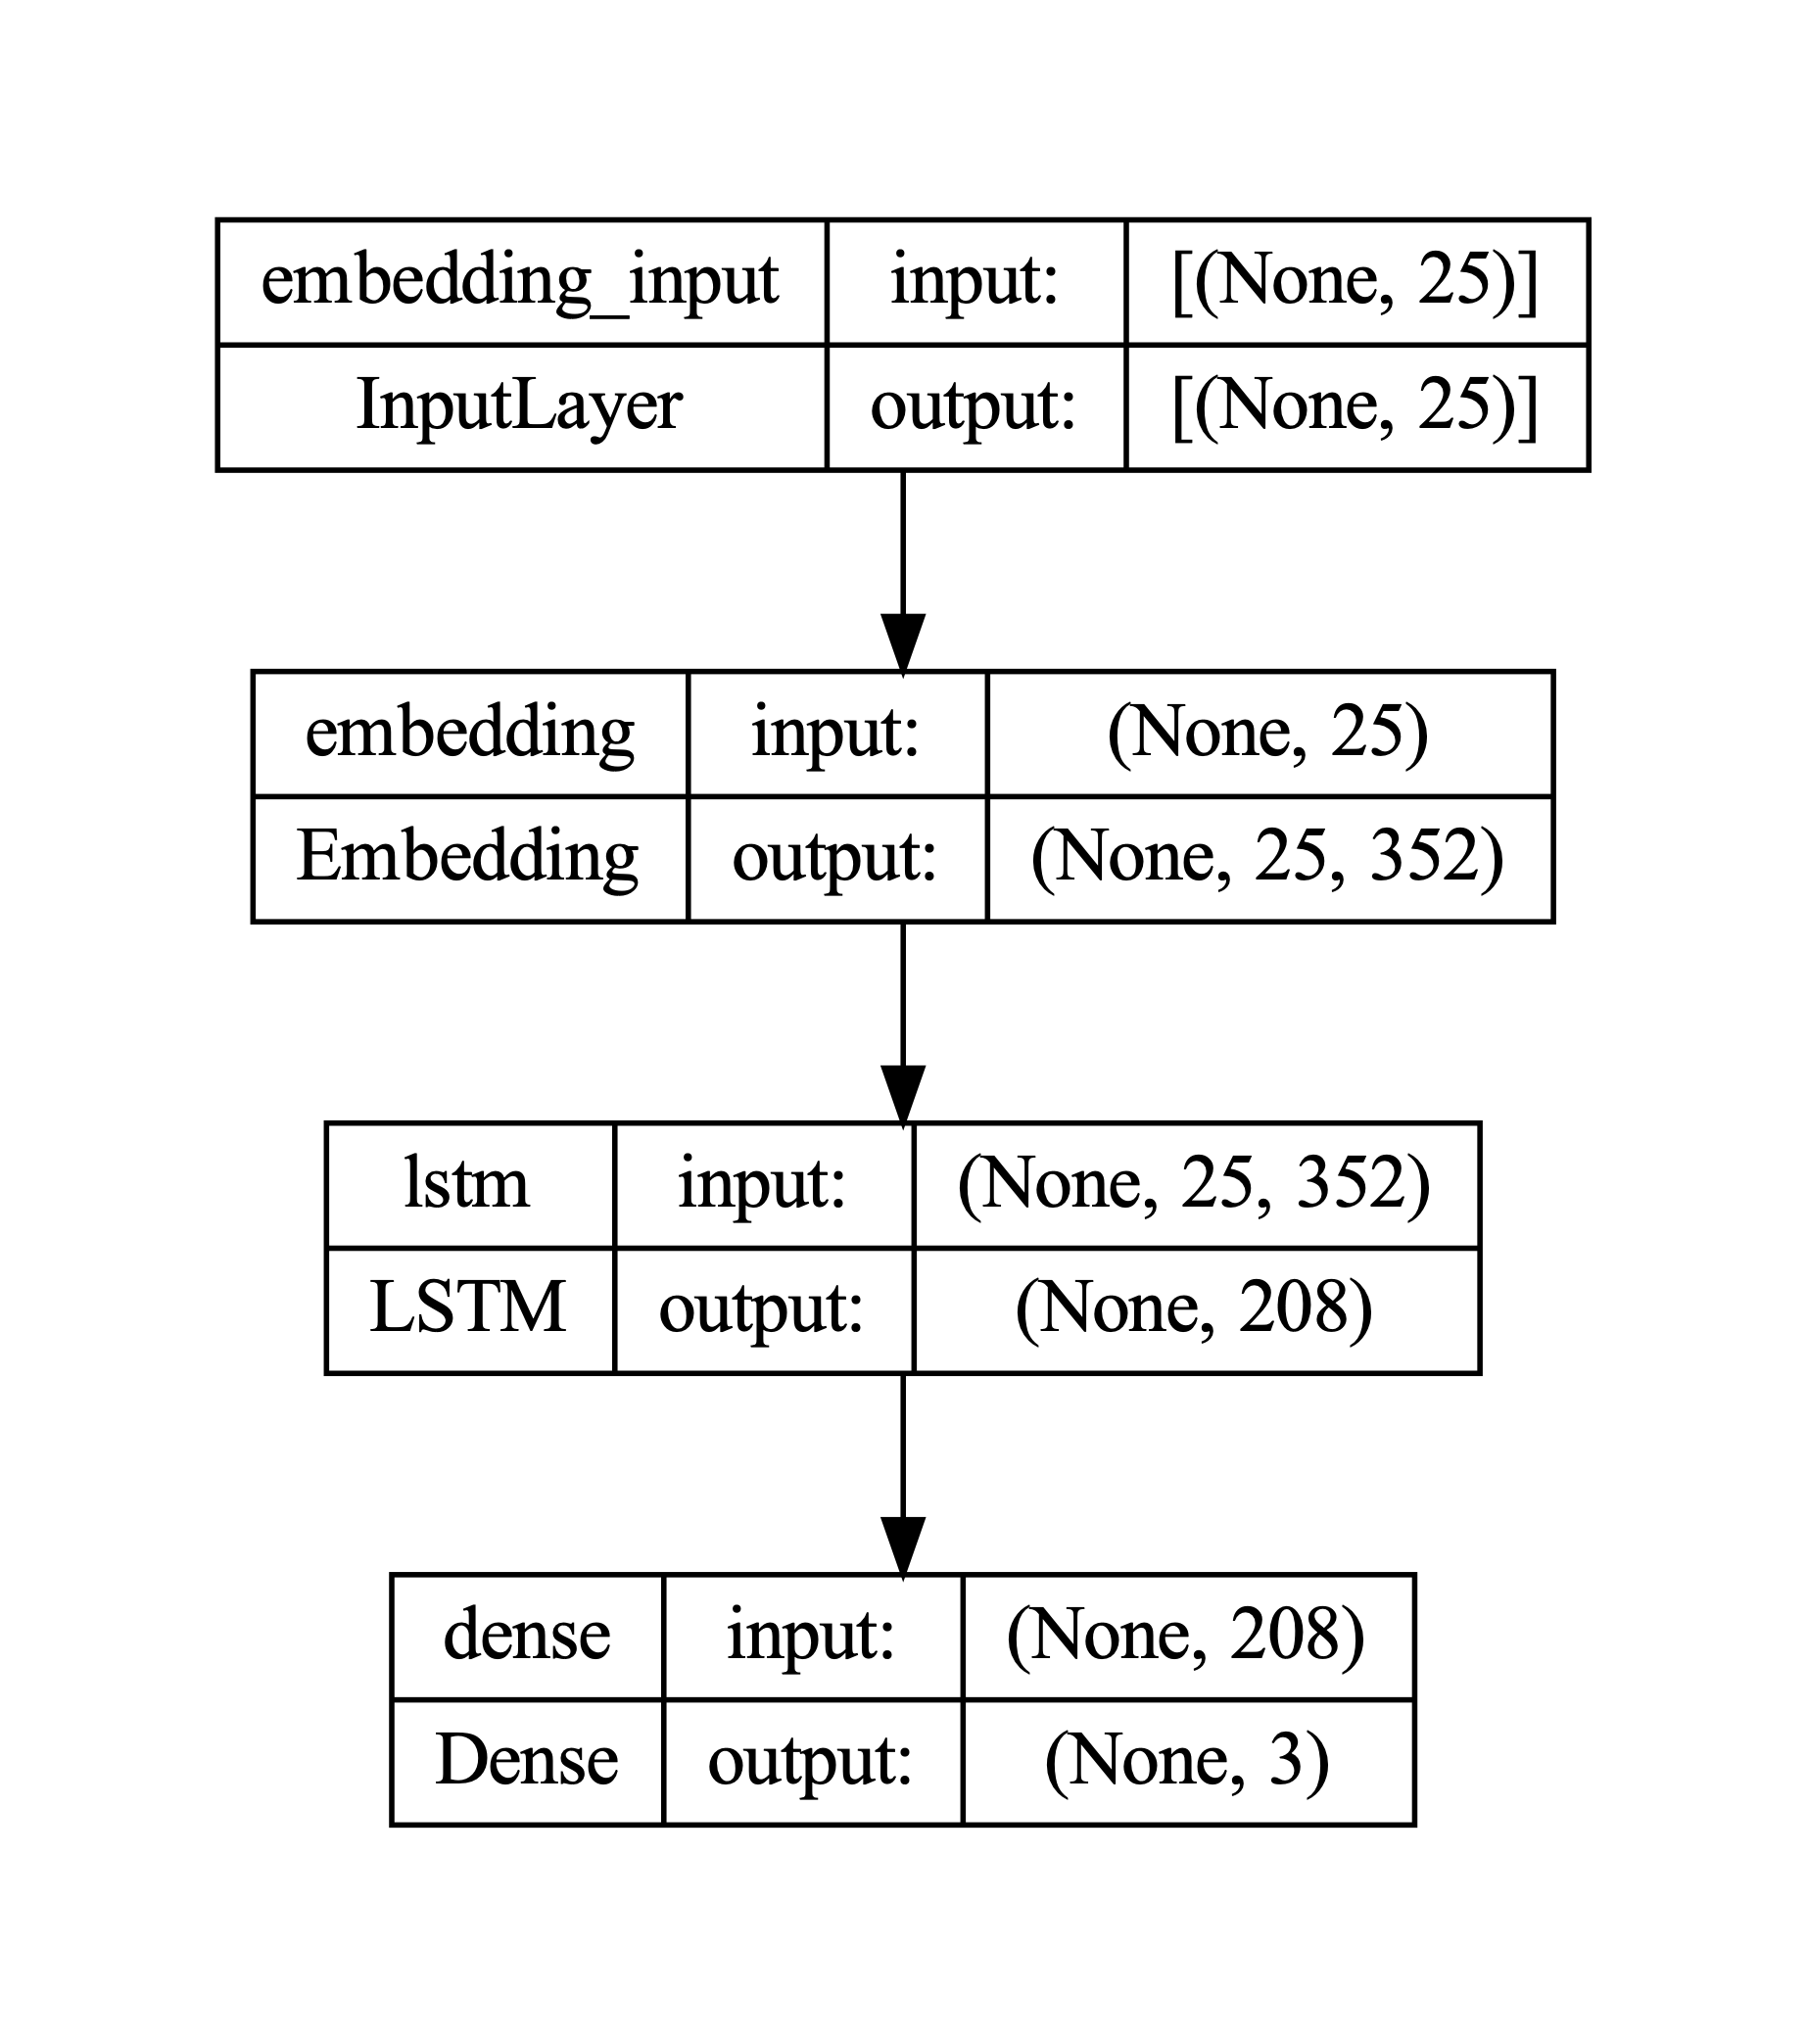 embedding_input input: [(None, 25)]
InputLayer output: [(None, 25)]
embedding input: (None, 25)
Embedding output: (None, 25, 352)
lstm input: (None, 25, 352)
LSTM output: (None, 208)
dense input: (None, 208)
Dense output: (None, 3)